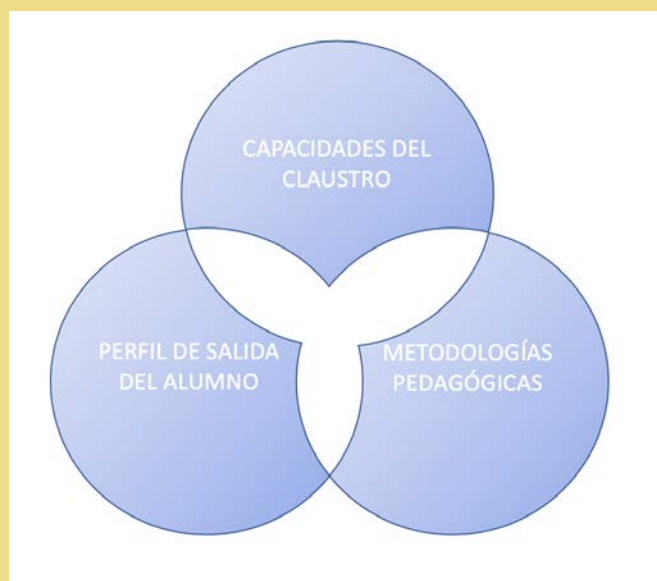 CAPACIDADES DEL
CLAUSTRO
PERFIL DE SALIDA
DEL ALUMNO
METODOLOGÍAS
PEDAGÓGICAS